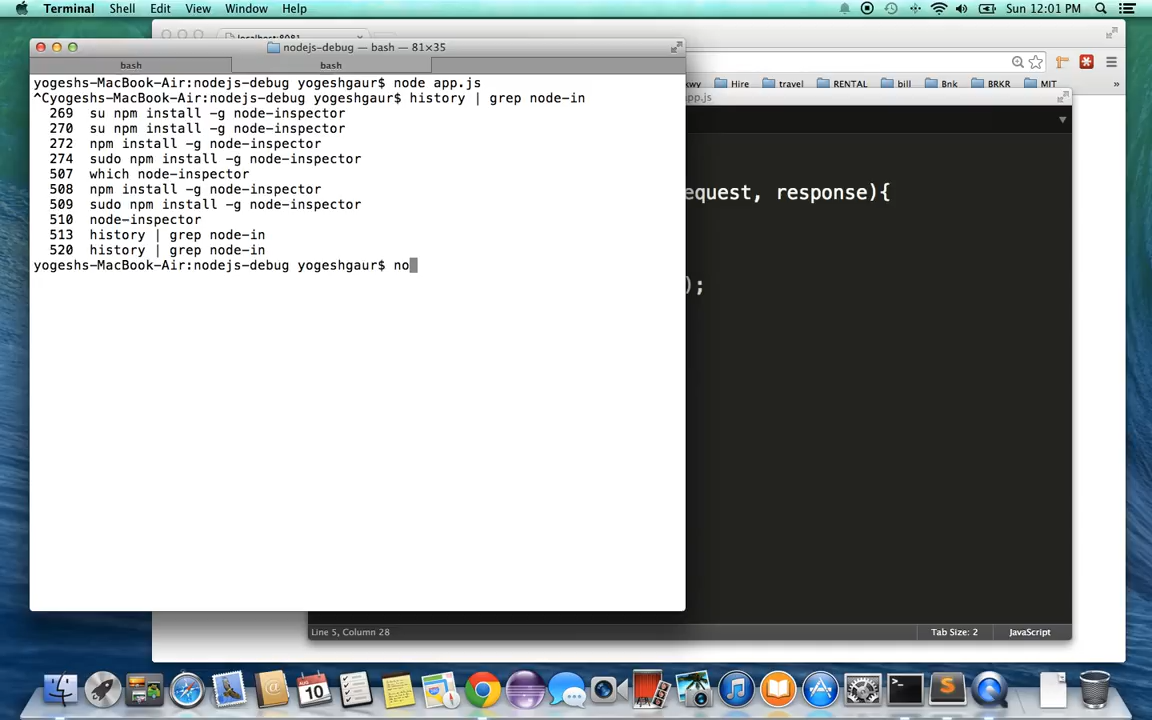 Terminal Shell Edit View Window Help Sun 12:01 PM
localhost:8081
nodejs-debug — bash — 81×35
bash bash
Hire travel RENTAL bill Bnk BRKR MIT »
.js
yogeshs-MacBook-Air:nodejs-debug yogeshgaur$ node app.js
^Cyogeshs-MacBook-Air:nodejs-debug yogeshgaur$ history | grep node-in
269 su npm install -g node-inspector
270 su npm install -g node-inspector
272 npm install -g node-inspector
274 sudo npm install -g node-inspector
507 which node-inspector
508 npm install -g node-inspector
509 sudo npm install -g node-inspector
510 node-inspector
513 history | grep node-in
520 history | grep node-in
yogeshs-MacBook-Air:nodejs-debug yogeshgaur$ no
equest, response){
);
Line 5, Column 28 Tab Size: 2 JavaScript
AUG
10